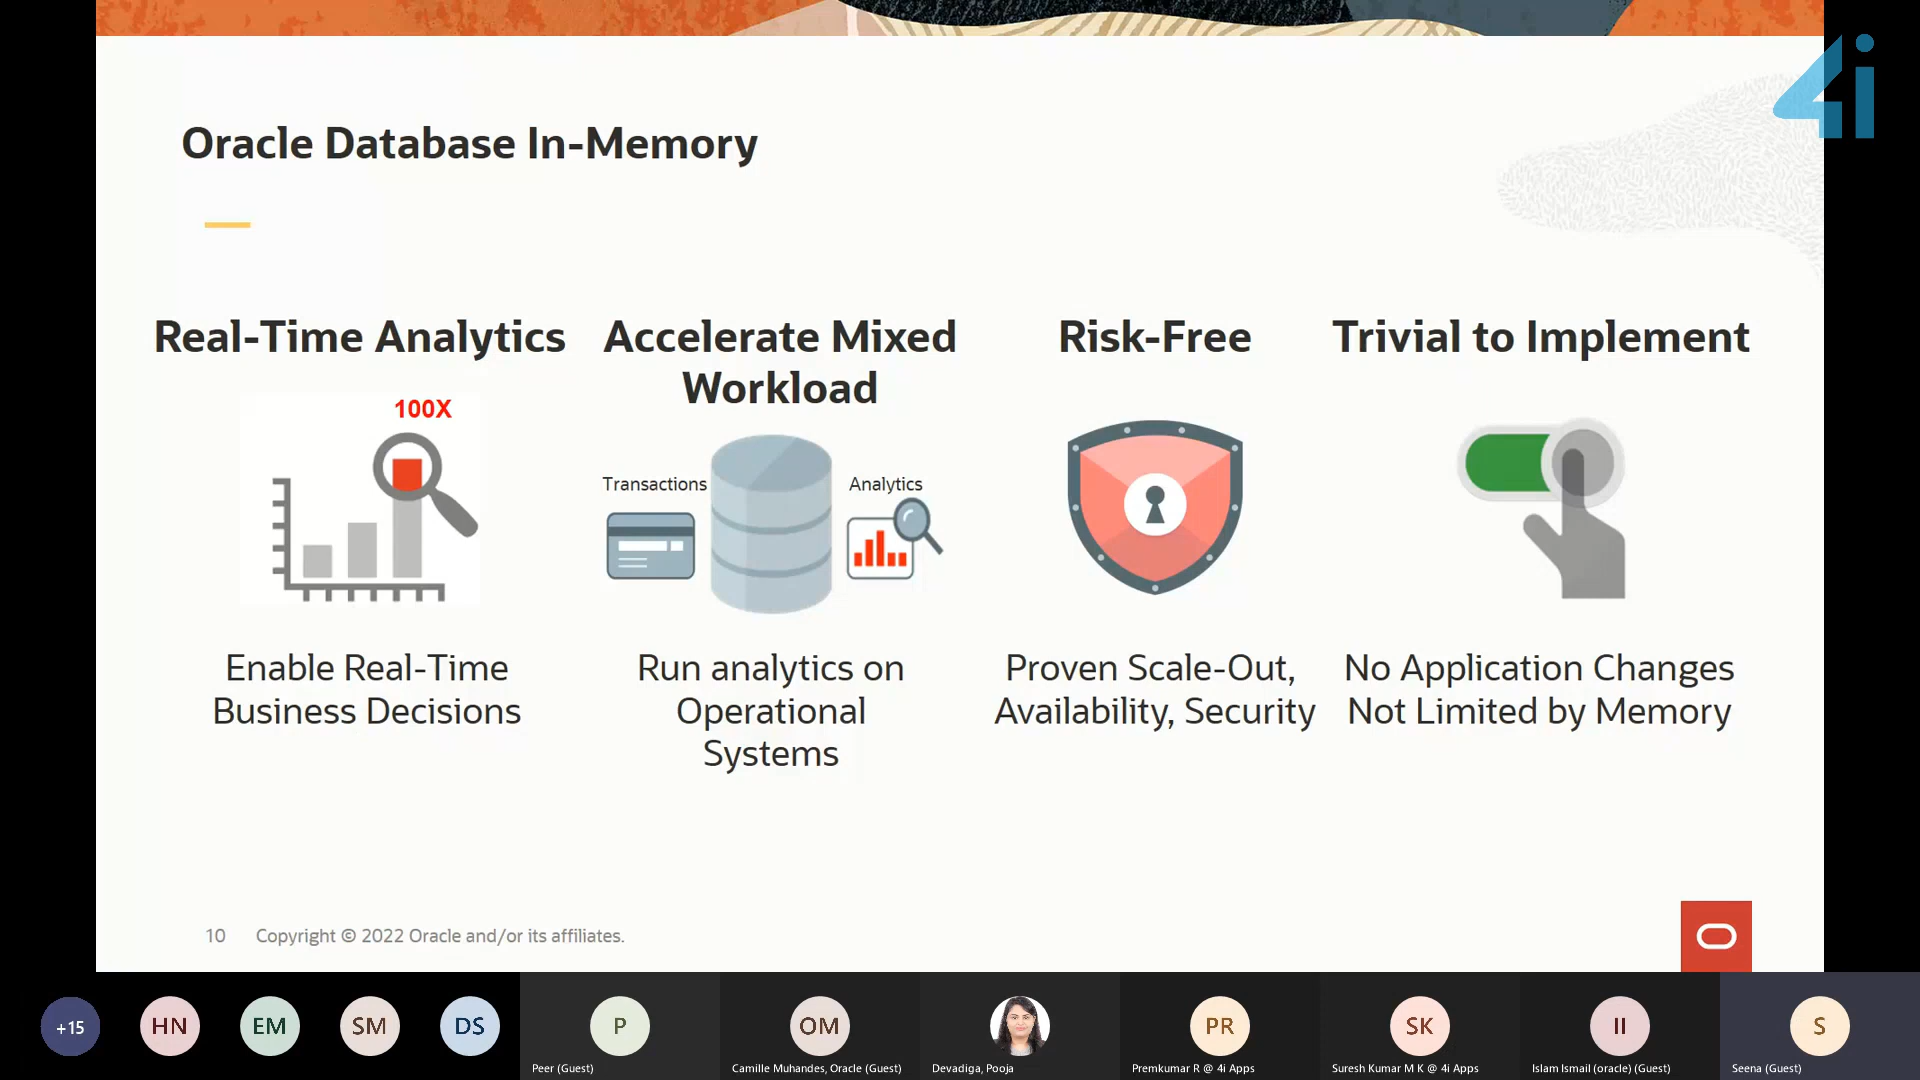 4i
Oracle Database In-Memory
Real-Time Analytics
100X
Enable Real-Time
Business Decisions
Accelerate Mixed
Workload
Transactions
Analytics
Run analytics on
Operational
Systems
Risk-Free
Proven Scale-Out,
Availability, Security
Trivial to Implement
No Application Changes
Not Limited by Memory
10
Copyright © 2022 Oracle and/or its affiliates.
+15
HN
EM
SM
DS
P
Peer (Guest)
OM
Camille Muhandes, Oracle (Guest)
Devadiga, Pooja
PR
Premkumar R @ 4i Apps
SK
Suresh Kumar M K @ 4i Apps
II
Islam Ismail (oracle) (Guest)
S
Seena (Guest)